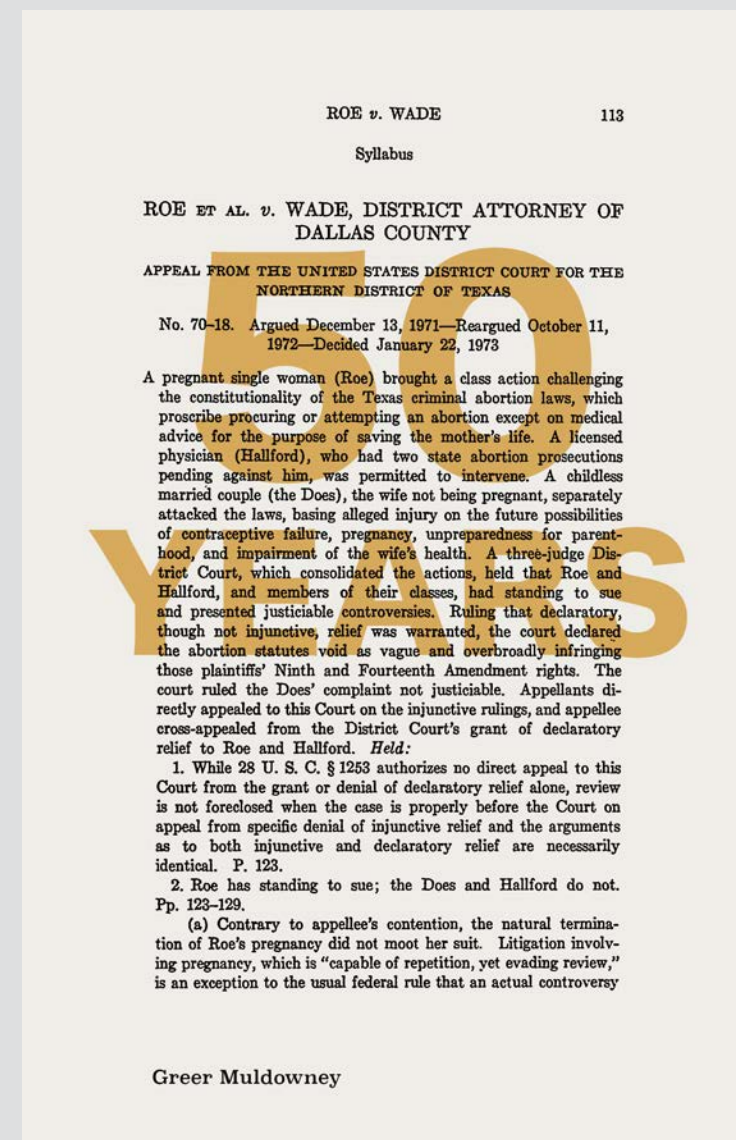 ROE v. WADE 113
Syllabus
ROE ET AL. v. WADE, DISTRICT ATTORNEY OF
DALLAS COUNTY
APPEAL FROM THE UNITED STATES DISTRICT COURT FOR THE
NORTHERN DISTRICT OF TEXAS
No. 70–18. Argued December 13, 1971—Reargued October 11,
1972—Decided January 22, 1973
A pregnant single woman (Roe) brought a class action challenging
the constitutionality of the Texas criminal abortion laws, which
proscribe procuring or attempting an abortion except on medical
advice for the purpose of saving the mother's life. A licensed
physician (Hallford), who had two state abortion prosecutions
pending against him, was permitted to intervene. A childless
married couple (the Does), the wife not being pregnant, separately
attacked the laws, basing alleged injury on the future possibilities
of contraceptive failure, pregnancy, unpreparedness for parent-
hood, and impairment of the wife's health. A three-judge Dis-
trict Court, which consolidated the actions, held that Roe and
Hallford, and members of their classes, had standing to sue
and presented justiciable controversies. Ruling that declaratory,
though not injunctive, relief was warranted, the court declared
the abortion statutes void as vague and overbroadly infringing
those plaintiffs' Ninth and Fourteenth Amendment rights. The
court ruled the Does' complaint not justiciable. Appellants di-
rectly appealed to this Court on the injunctive rulings, and appellee
cross-appealed from the District Court's grant of declaratory
relief to Roe and Hallford. Held:
1. While 28 U. S. C. § 1253 authorizes no direct appeal to this
Court from the grant or denial of declaratory relief alone, review
is not foreclosed when the case is properly before the Court on
appeal from specific denial of injunctive relief and the arguments
as to both injunctive and declaratory relief are necessarily
identical. P. 123.
2. Roe has standing to sue; the Does and Hallford do not.
Pp. 123–129.
(a) Contrary to appellee's contention, the natural termina-
tion of Roe's pregnancy did not moot her suit. Litigation involv-
ing pregnancy, which is "capable of repetition, yet evading review,"
is an exception to the usual federal rule that an actual controversy
50
YEARS
Greer Muldowney